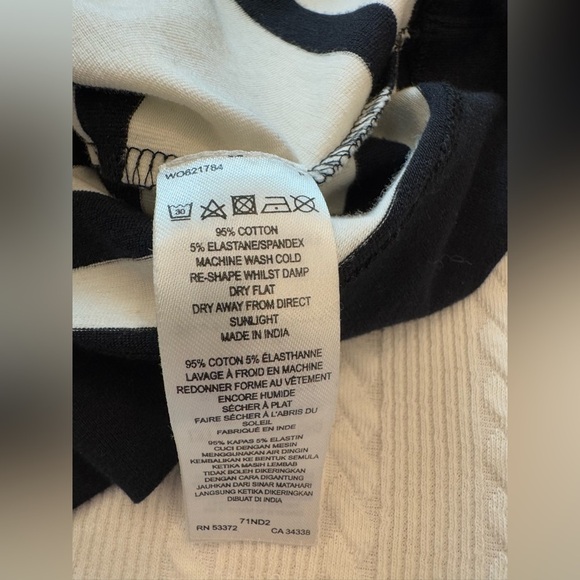 WO621784
30
95% COTTON
5% ELASTANE/SPANDEX
MACHINE WASH COLD
RE-SHAPE WHILST DAMP
DRY FLAT
DRY AWAY FROM DIRECT
SUNLIGHT
MADE IN INDIA
95% COTON 5% ÉLASTHANNE
LAVAGE À FROID EN MACHINE
REDONNER FORME AU VÊTEMENT
ENCORE HUMIDE
SÉCHER À PLAT
FAIRE SÉCHER À L'ABRIS DU
SOLEIL
FABRIQUÉ EN INDE
95% KAPAS 5% ELASTIN
CUCI DENGAN MESIN
MENGGUNAKAN AIR DINGIN
KEMBALIKAN KE BENTUK SEMULA
KETIKA MASIH LEMBAB
TIDAK BOLEH DIKERINGKAN
DENGAN CARA DIGANTUNG
JAUHKAN DARI SINAR MATAHARI
LANGSUNG KETIKA DIKERINGKAN
DIBUAT DI INDIA
71ND2
RN 53372 CA 34338